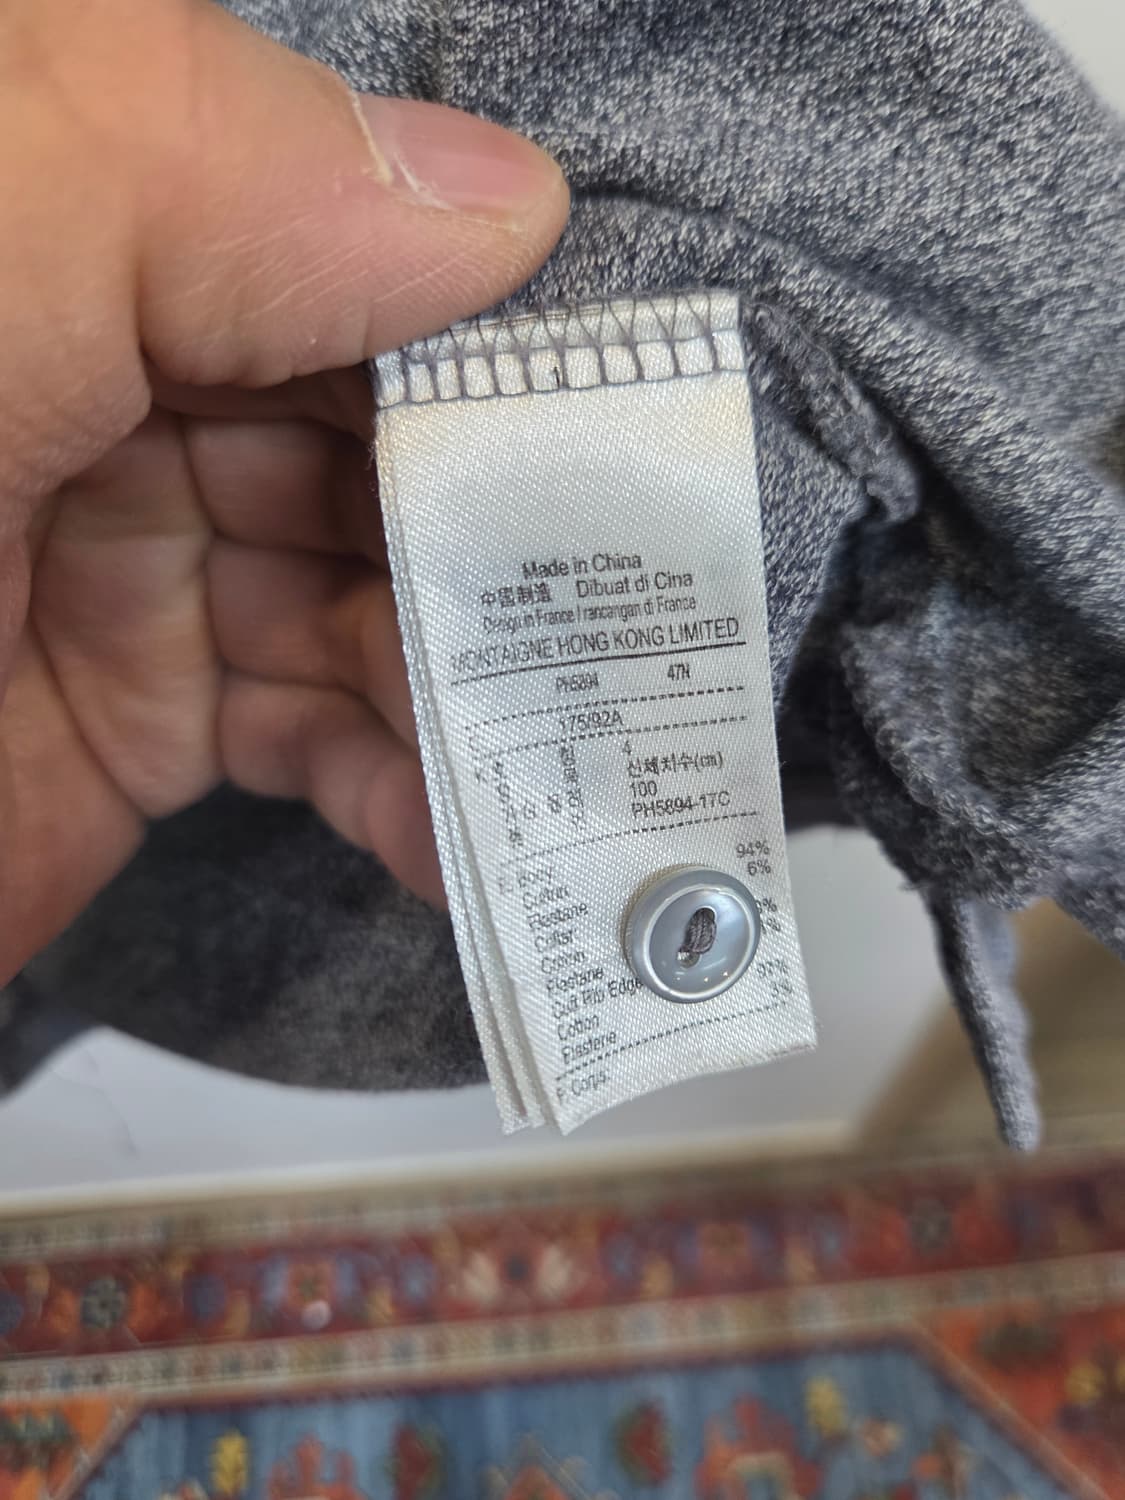 Made in China
中国制造 Dibuat di Cina
Design in France / rancangan di France
MONTAIGNE HONG KONG LIMITED
PH5894 47N
175/92A
4
신체치수(cm)
100
PH5894-17C
94%
Body
6%
Cotton
Elastane
Collar
Cotton
Elastane
Cuff Rib Edge
Cotton
Elastane
F. Corps